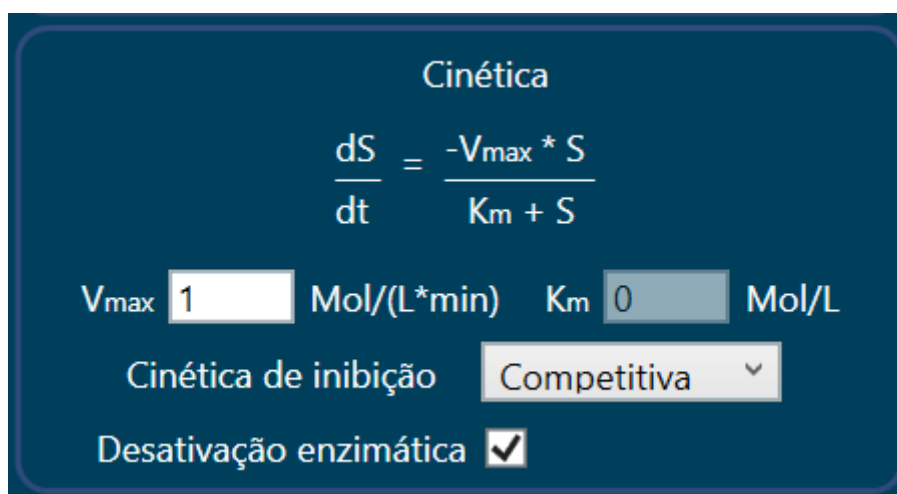 Cinética
dS = -Vmax * S
dt Km + S
Vmax 1 Mol/(L*min) Km 0 Mol/L
Cinética de inibição Competitiva
Desativação enzimática